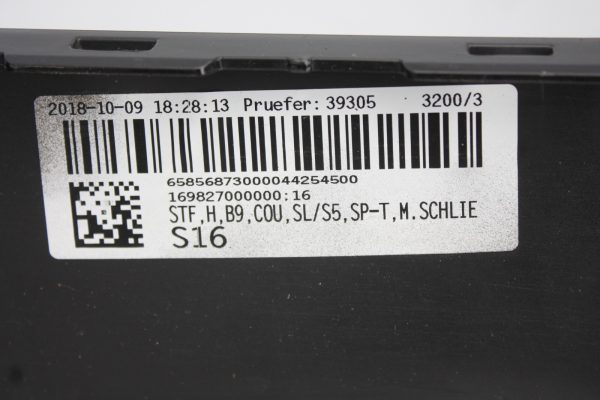 2018-10-09 18:28:13 Pruefer: 39305 3200/3
65856873000044254500
169827000000:16
STF,H,B9,COU,SL/S5,SP-T,M.SCHLIE
S16